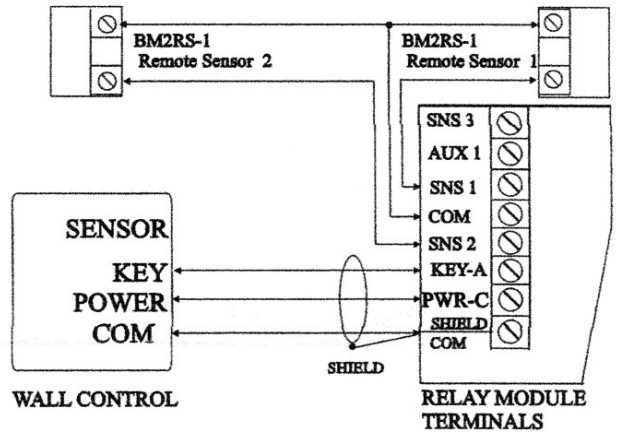 BM2RS-1
Remote Sensor 2
BM2RS-1
Remote Sensor 1
SNS 3
AUX 1
SNS 1
COM
SNS 2
KEY-A
PWR-C
SHIELD
COM
SENSOR
KEY
POWER
COM
SHIELD
WALL CONTROL
RELAY MODULE
TERMINALS